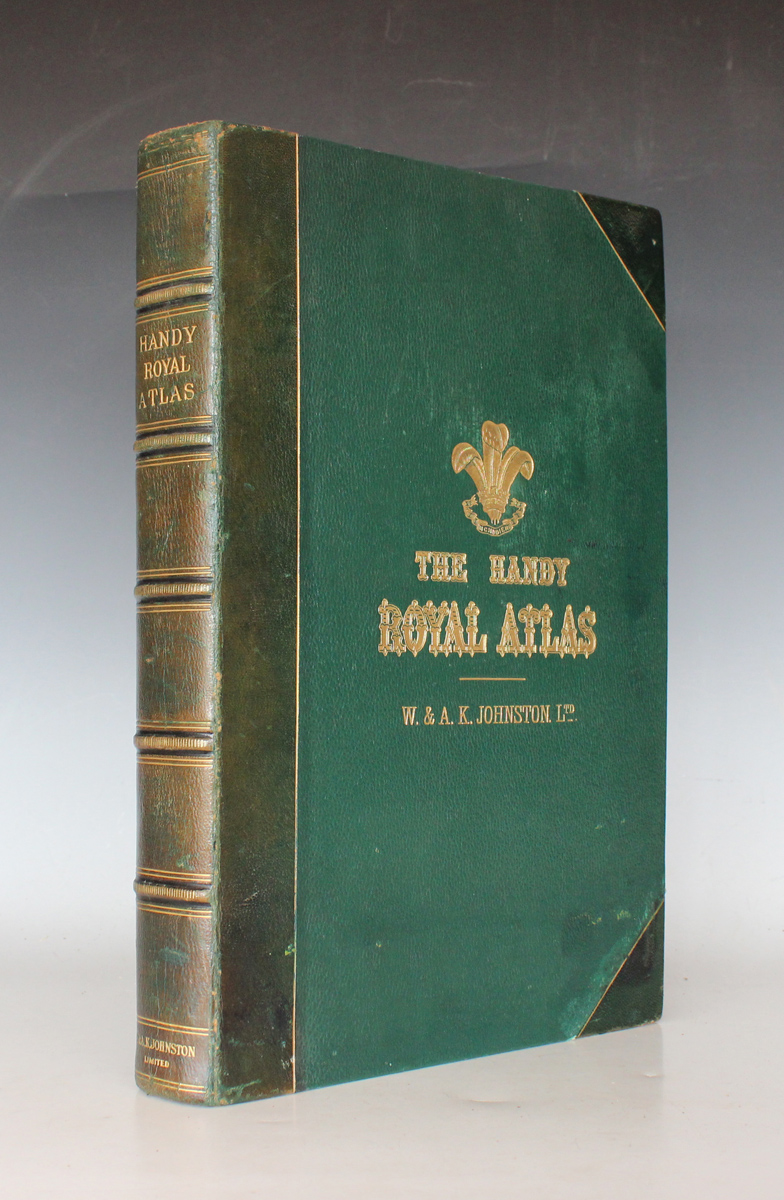 HANDY
ROYAL
ATLAS
A.K. JOHNSTON
LIMITED
THE HANDY
ROYAL ATLAS
W. & A. K. JOHNSTON. LTD.